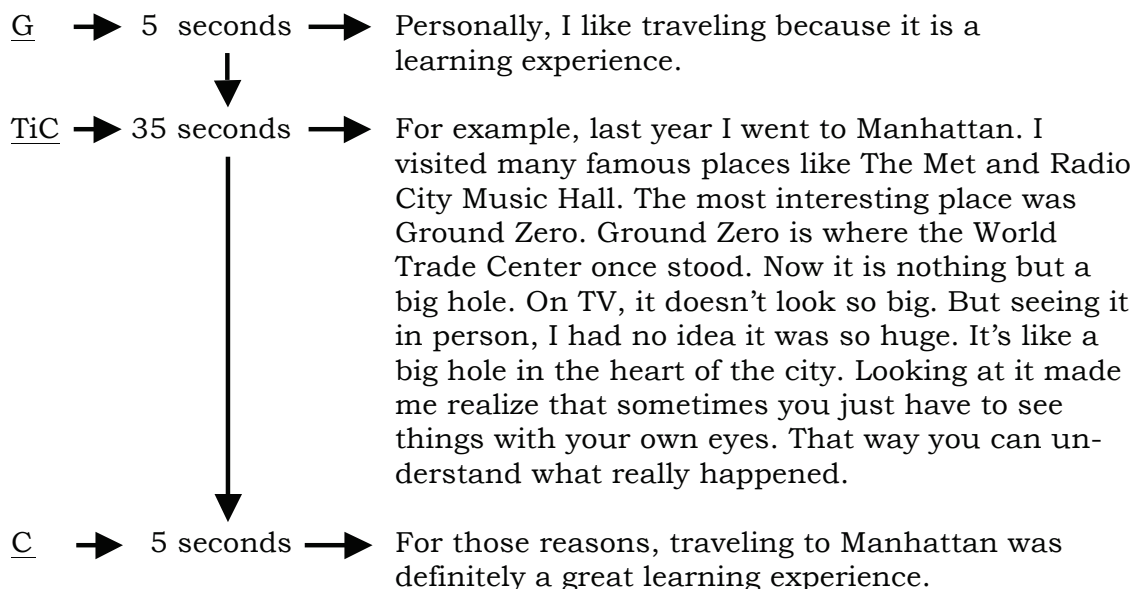 G 5 seconds Personally, I like traveling because it is a
learning experience.
TiC 35 seconds For example, last year I went to Manhattan. I
visited many famous places like The Met and Radio
City Music Hall. The most interesting place was
Ground Zero. Ground Zero is where the World
Trade Center once stood. Now it is nothing but a
big hole. On TV, it doesn’t look so big. But seeing it
in person, I had no idea it was so huge. It’s like a
big hole in the heart of the city. Looking at it made
me realize that sometimes you just have to see
things with your own eyes. That way you can un-
derstand what really happened.
C 5 seconds For those reasons, traveling to Manhattan was
definitely a great learning experience.